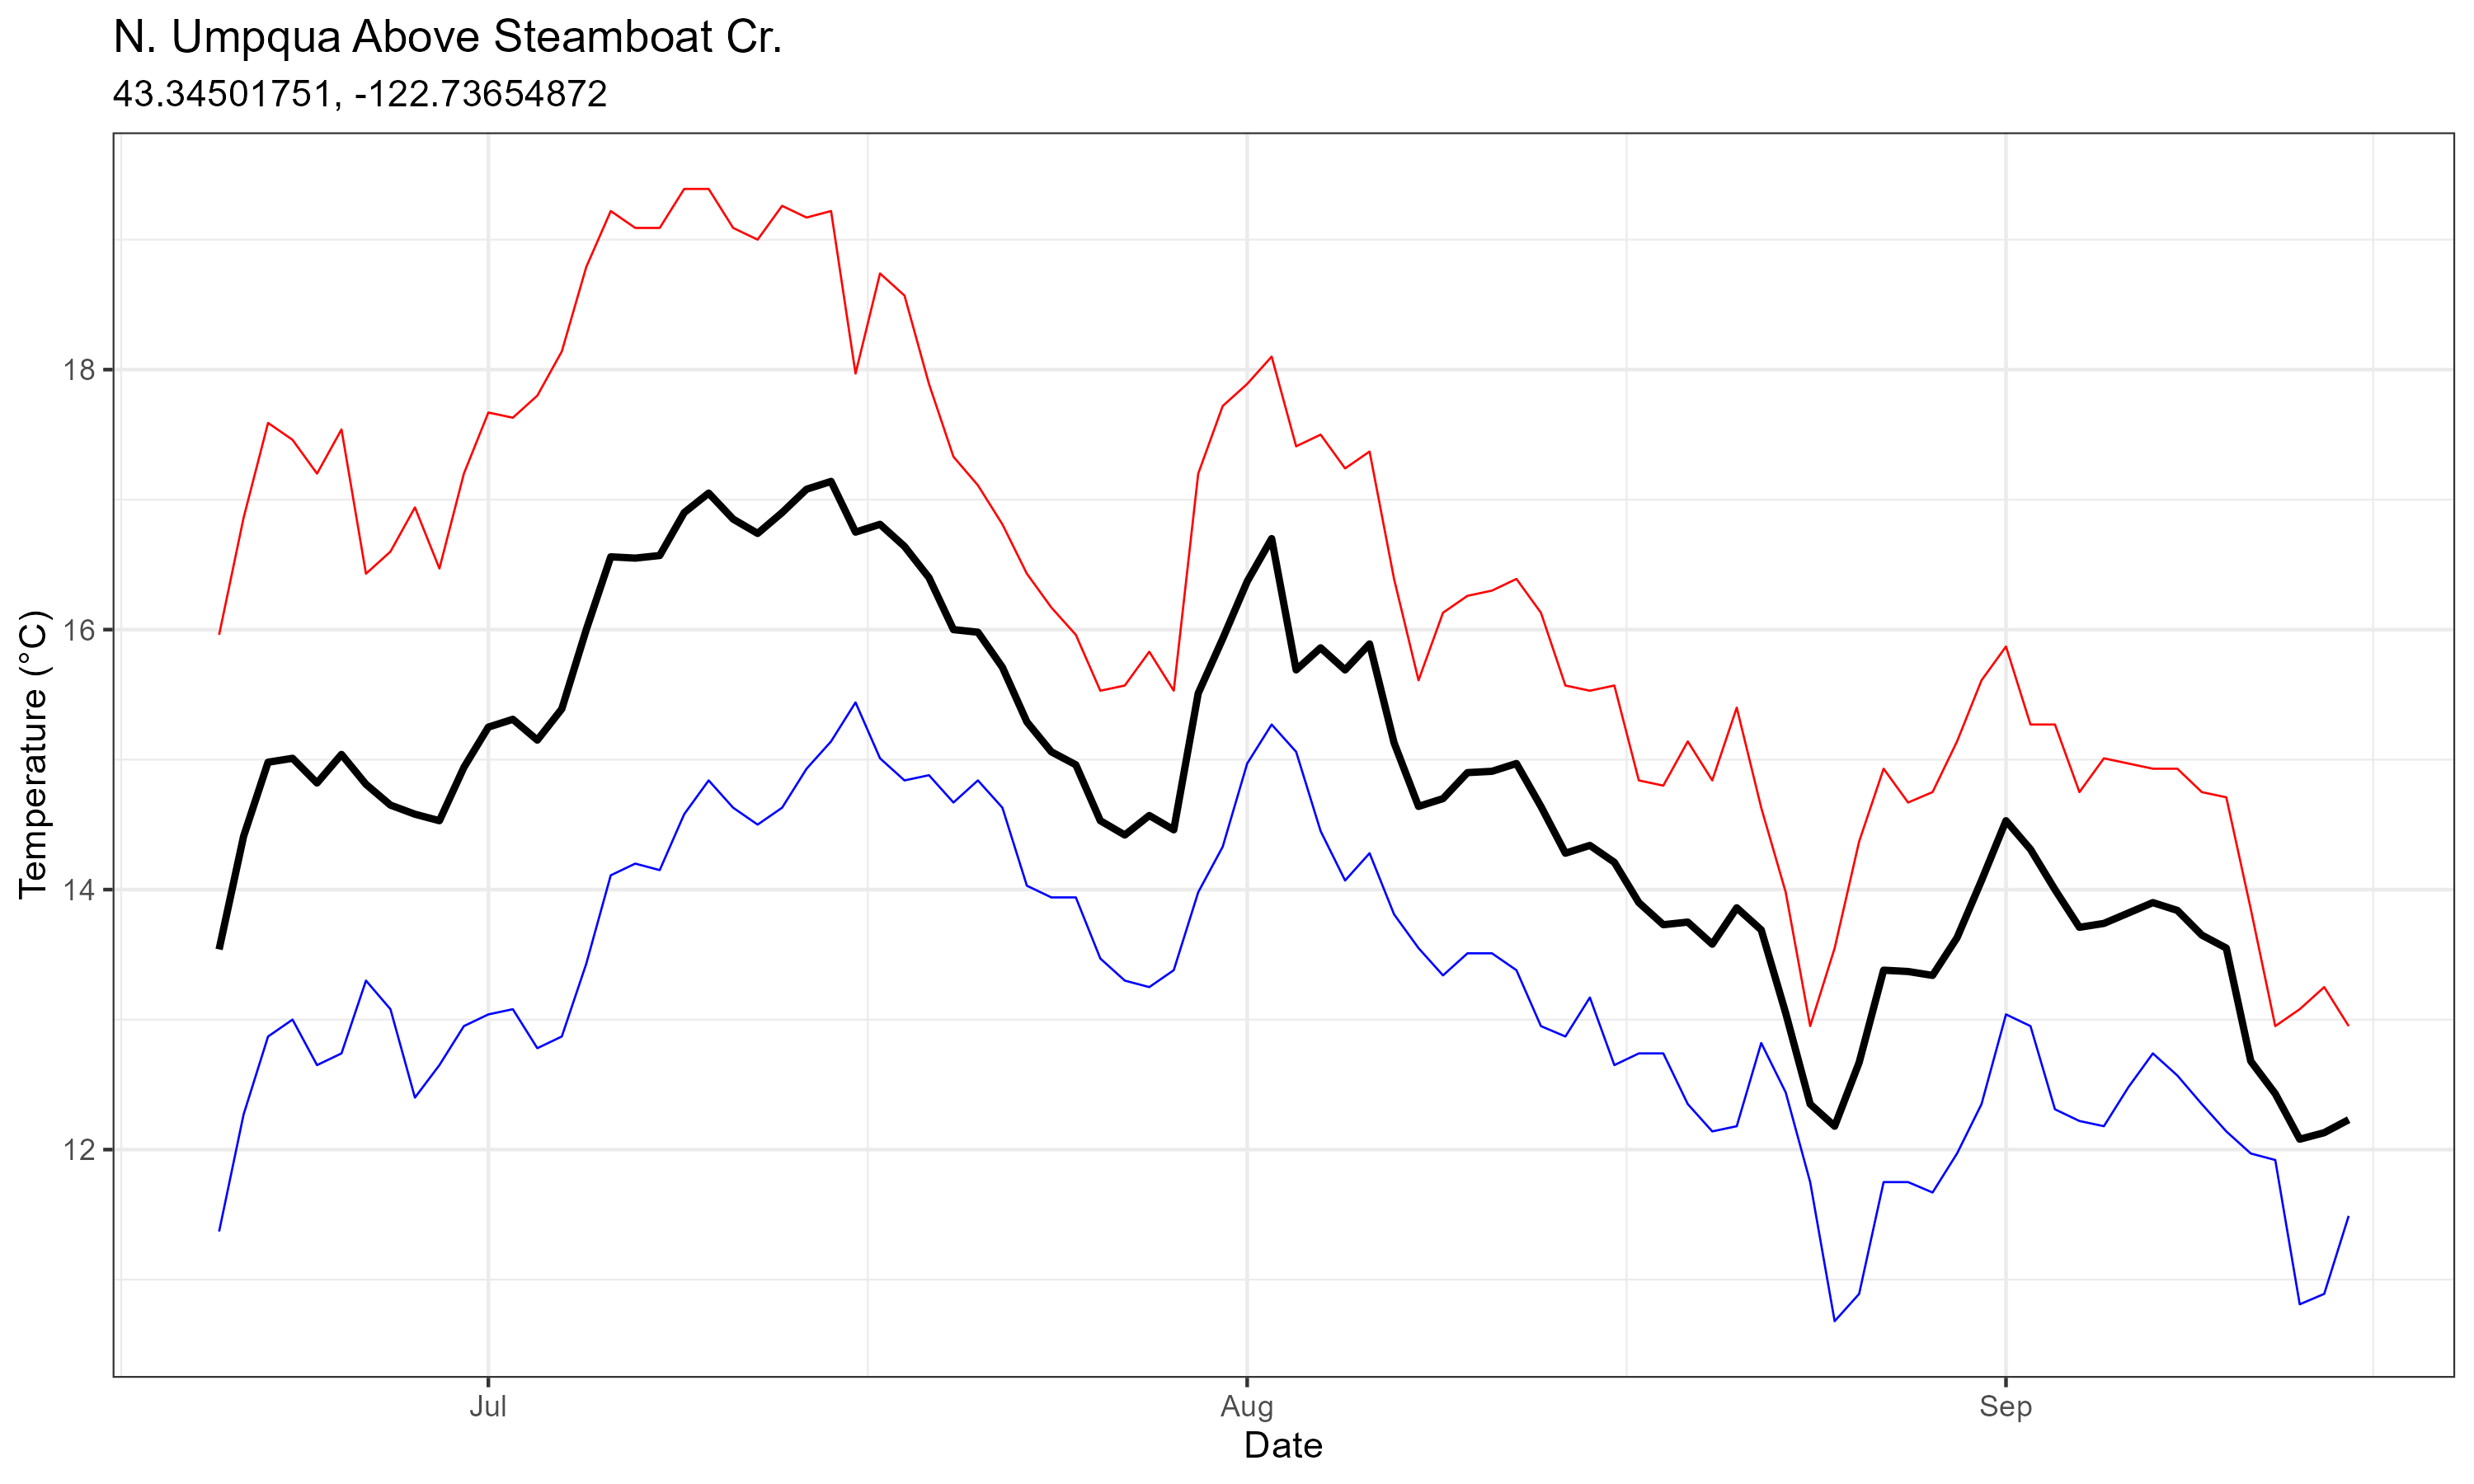 N. Umpqua Above Steamboat Cr.
43.34501751, -122.73654872
Temperature (°C)
18
16
14
12
Jul Aug Sep
Date